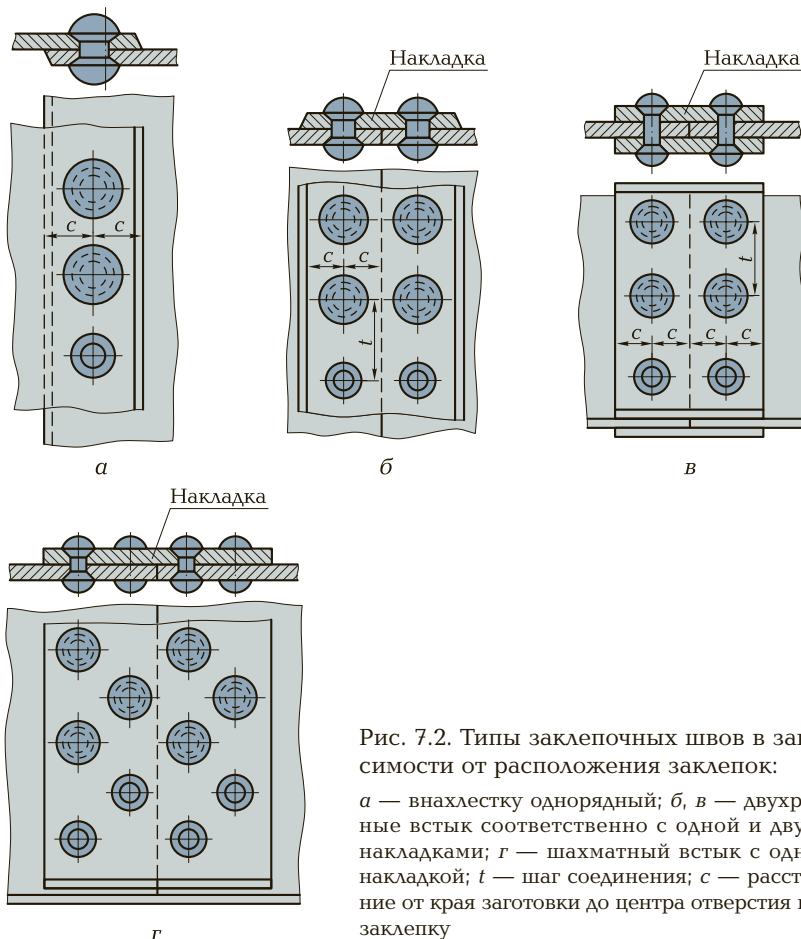 Накладка
Накладка
c c
c c
t
t
c c c c
а
б
в
Накладка
г
Рис. 7.2. Типы заклепочных швов в зави
симости от расположения заклепок:
а — внахлестку однорядный; б, в — двухр
ные встык соответственно с одной и дву
накладками; г — шахматный встык с одн
накладкой; t — шаг соединения; c — расст
ние от края заготовки до центра отверстия
заклепку